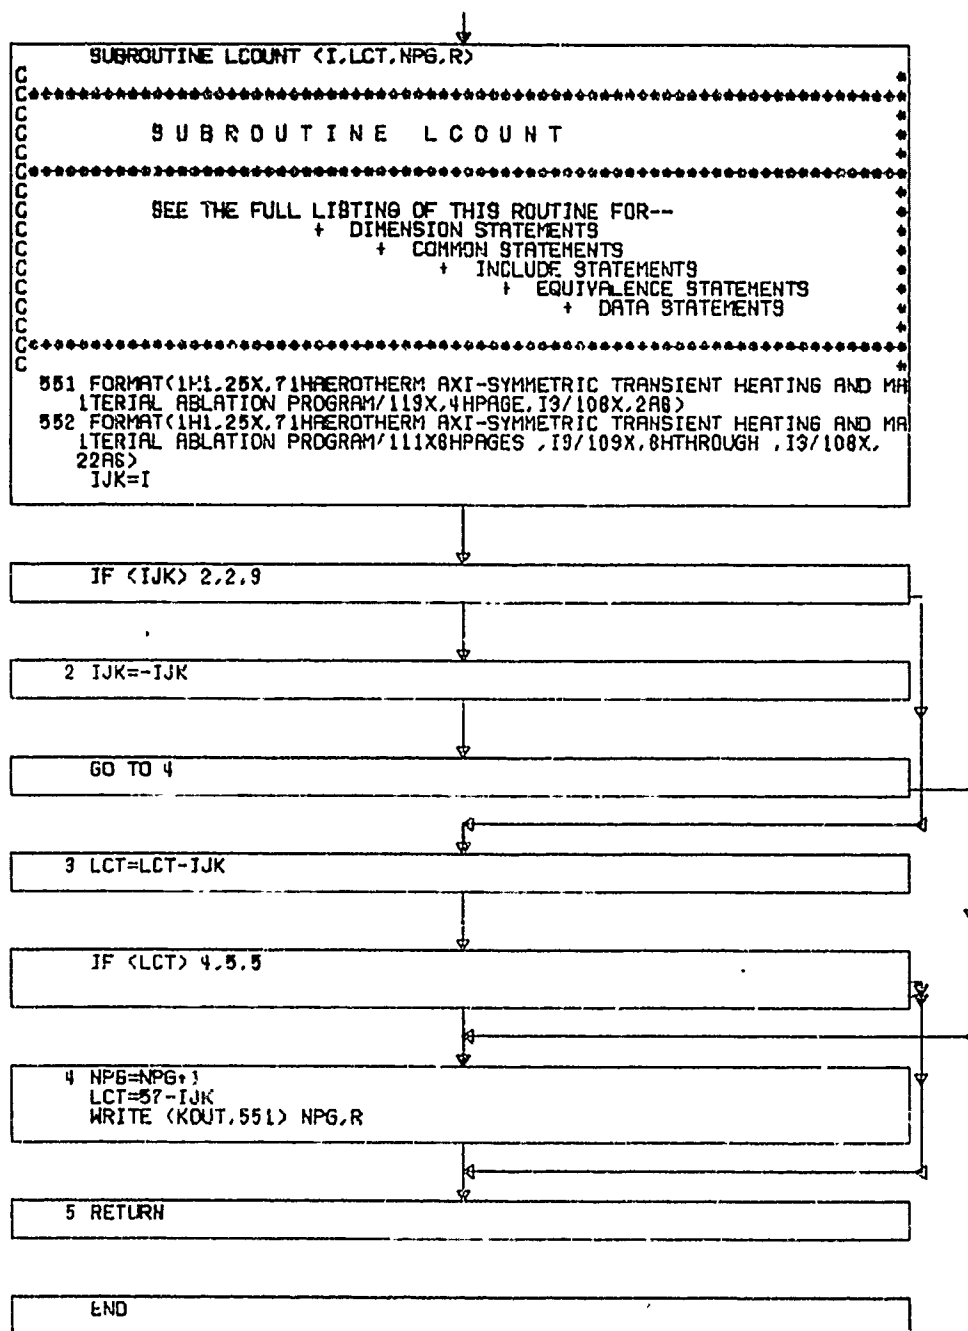 SUBROUTINE LCOUNT (I,LCT,NPG,R)
C *
C************************************************************************
C *
C SUBROUTINE LCOUNT *
C *
C************************************************************************
C *
C SEE THE FULL LISTING OF THIS ROUTINE FOR-- *
C + DIMENSION STATEMENTS *
C + COMMON STATEMENTS *
C + INCLUDE STATEMENTS *
C + EQUIVALENCE STATEMENTS *
C + DATA STATEMENTS *
C *
C************************************************************************
C *
551 FORMAT(1H1,25X,71HAEROTHERM AXI-SYMMETRIC TRANSIENT HEATING AND MA
1TERIAL ABLATION PROGRAM/119X,4HPAGE,I3/108X,2A6)
552 FORMAT(1H1,25X,71HAEROTHERM AXI-SYMMETRIC TRANSIENT HEATING AND MA
1TERIAL ABLATION PROGRAM/111X6HPAGES ,I3/109X,8HTHROUGH ,I3/108X,
22A6)
IJK=I
IF (IJK) 2,2,3
2 IJK=-IJK
GO TO 4
3 LCT=LCT-IJK
IF (LCT) 4,5,5
4 NPG=NPG+1
LCT=57-IJK
WRITE (KOUT,551) NPG,R
5 RETURN
END